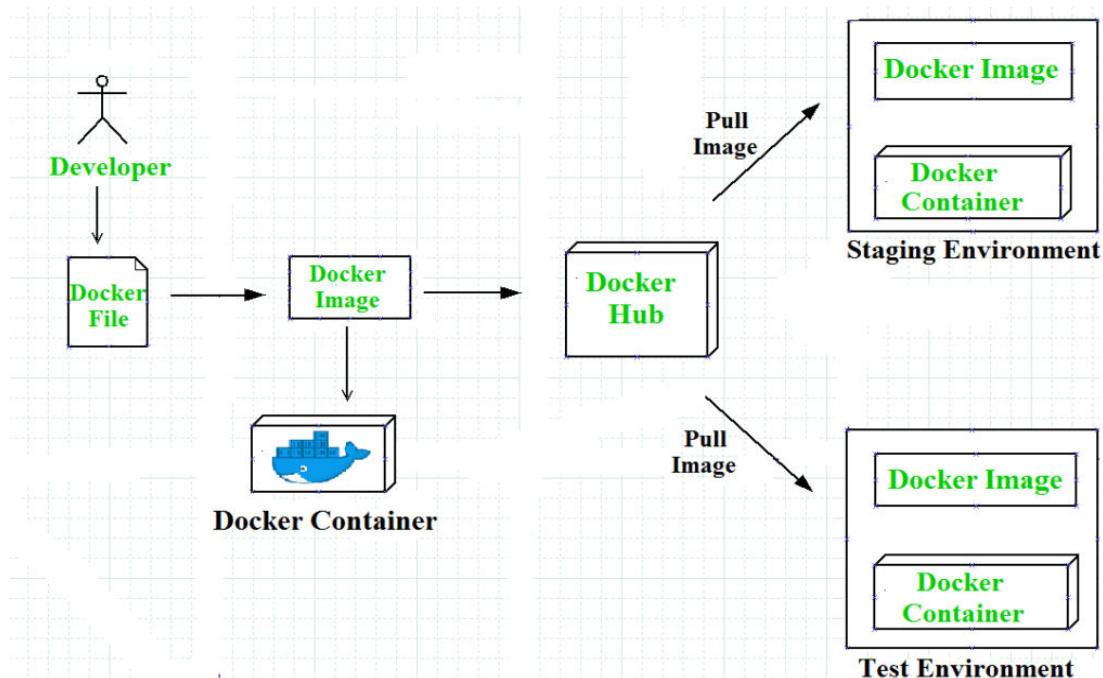 Developer
Docker
File
Docker
Image
Docker Container
Docker
Hub
Pull
Image
Docker Image
Docker
Container
Staging Environment
Pull
Image
Docker Image
Docker
Container
Test Environment